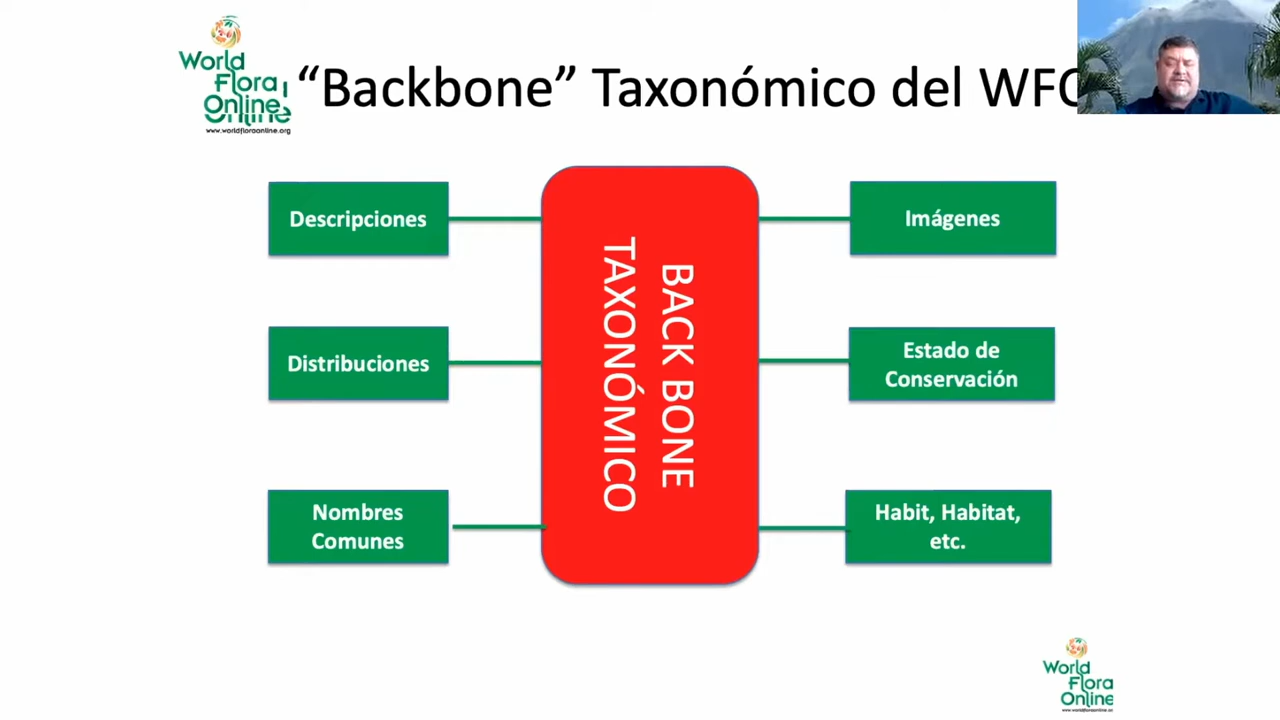 World
Flora
Online
www.worldfloraonline.org
“Backbone” Taxonómico del WFO
Descripciones
Distribuciones
Nombres
Comunes
BACK BONE
TAXONÓMICO
Imágenes
Estado de
Conservación
Habit, Habitat,
etc.
World
Flora
Online